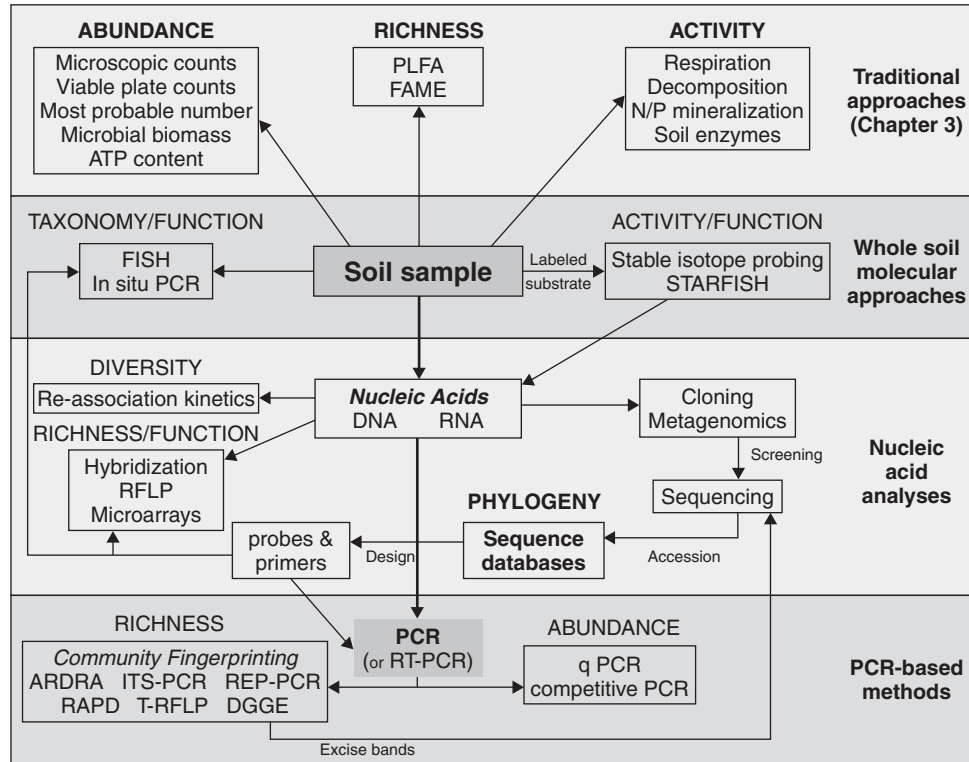 ABUNDANCE
Microscopic counts
Viable plate counts
Most probable number
Microbial biomass
ATP content
RICHNESS
PLFA
FAME
ACTIVITY
Respiration
Decomposition
N/P mineralization
Soil enzymes
Traditional
approaches
(Chapter 3)
TAXONOMY/FUNCTION
FISH
In situ PCR
Soil sample
Labeled
substrate
ACTIVITY/FUNCTION
Stable isotope probing
STARFISH
Whole soil
molecular
approaches
DIVERSITY
Re-association kinetics
RICHNESS/FUNCTION
Hybridization
RFLP
Microarrays
Nucleic Acids
DNA RNA
Cloning
Metagenomics
Screening
Sequencing
Accession
PHYLOGENY
Sequence
databases
Design
probes &
primers
Nucleic
acid
analyses
RICHNESS
Community Fingerprinting
ARDRA ITS-PCR REP-PCR
RAPD T-RFLP DGGE
PCR
(or RT-PCR)
ABUNDANCE
q PCR
competitive PCR
Excise bands
PCR-based
methods